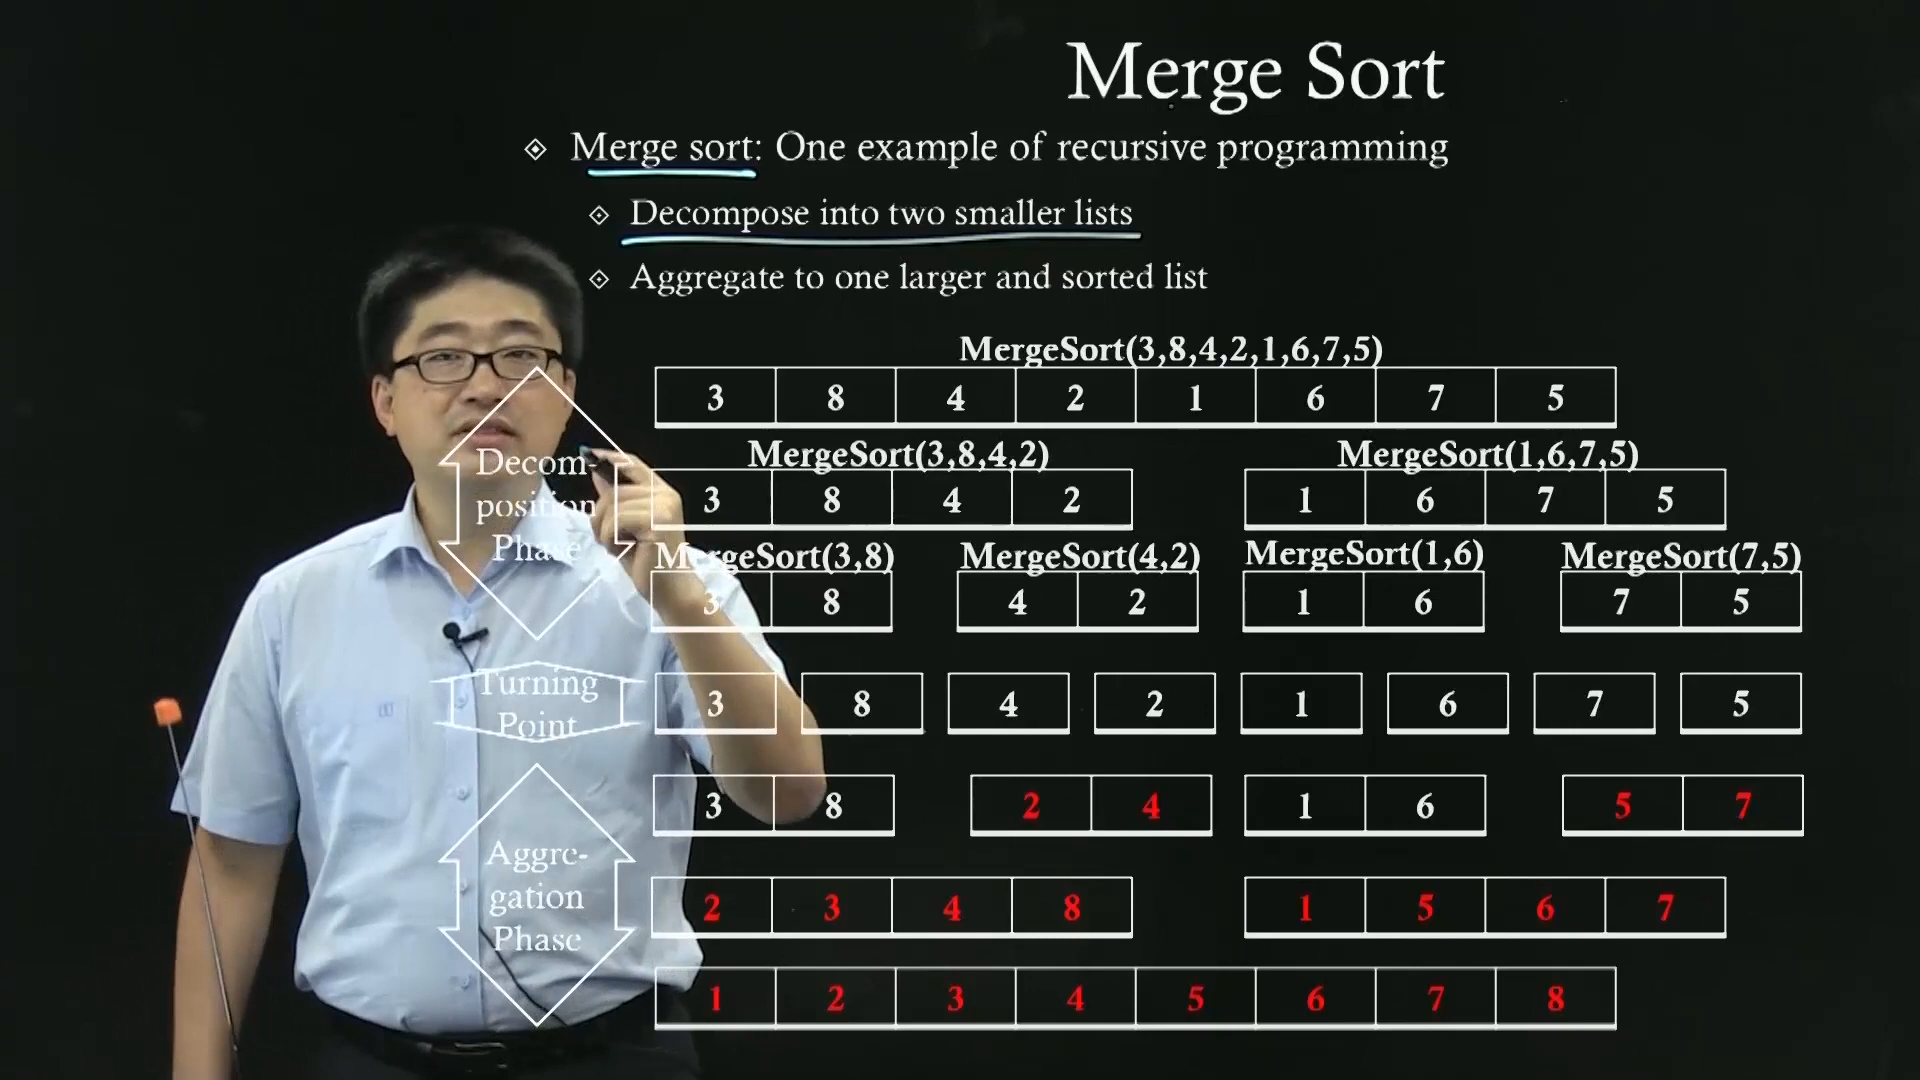 Merge Sort
Merge sort: One example of recursive programming
Decompose into two smaller lists
Aggregate to one larger and sorted list
MergeSort(3,8,4,2,1,6,7,5)
3 8 4 2 1 6 7 5
MergeSort(3,8,4,2) MergeSort(1,6,7,5)
3 8 4 2 1 6 7 5
MergeSort(3,8) MergeSort(4,2) MergeSort(1,6) MergeSort(7,5)
3 8 4 2 1 6 7 5
Decom-
position
Phase
3 8 4 2 1 6 7 5
Turning
Point
3 8 2 4 1 6 5 7
Aggre-
gation
Phase
2 3 4 8 1 5 6 7
1 2 3 4 5 6 7 8